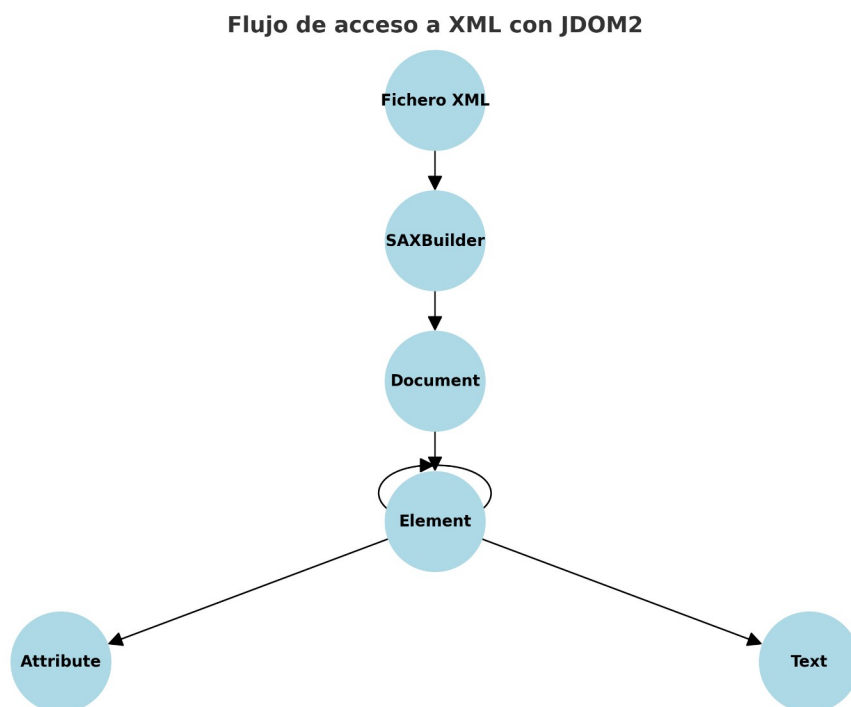 Flujo de acceso a XML con JDOM2
Fichero XML
SAXBuilder
Document
Element
Attribute
Text